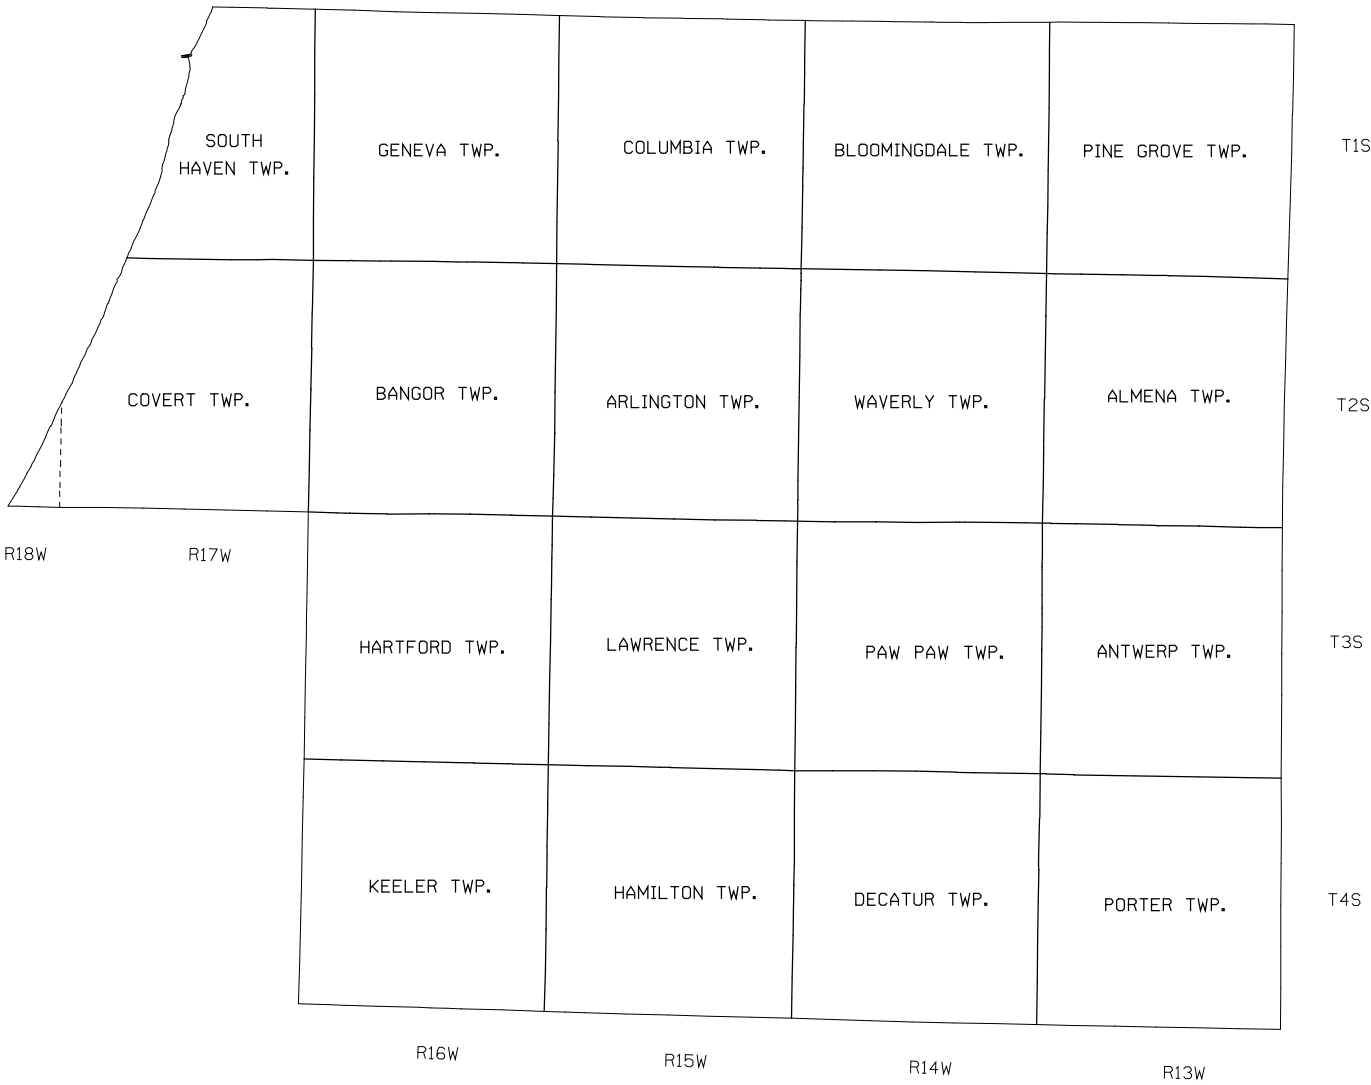 SOUTH
HAVEN TWP.
GENEVA TWP.
COLUMBIA TWP.
BLOOMINGDALE TWP.
PINE GROVE TWP.
T1S
COVERT TWP.
BANGOR TWP.
ARLINGTON TWP.
WAVERLY TWP.
ALMENA TWP.
T2S
R18W
R17W
HARTFORD TWP.
LAWRENCE TWP.
PAW PAW TWP.
ANTWERP TWP.
T3S
KEELER TWP.
HAMILTON TWP.
DECATUR TWP.
PORTER TWP.
T4S
R16W
R15W
R14W
R13W